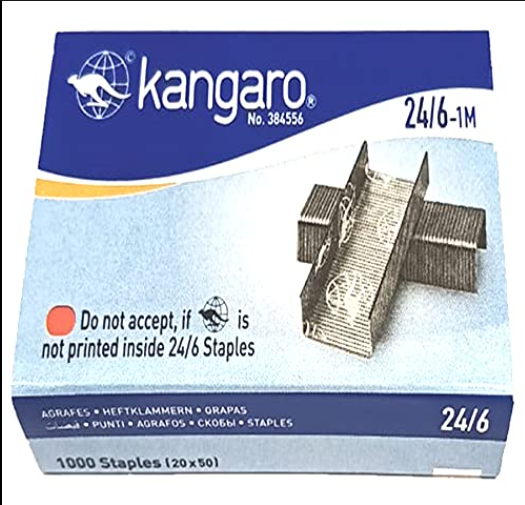 ©
kangaro®
No. 384556
24/6-1M
Do not accept, if is
not printed inside 24/6 Staples
AGRAFES • HEFTKLAMMERN • GRAPAS
• PUNTI • AGRAFOS • СКОБЫ • STAPLES
24/6
1000 Staples (20x50)